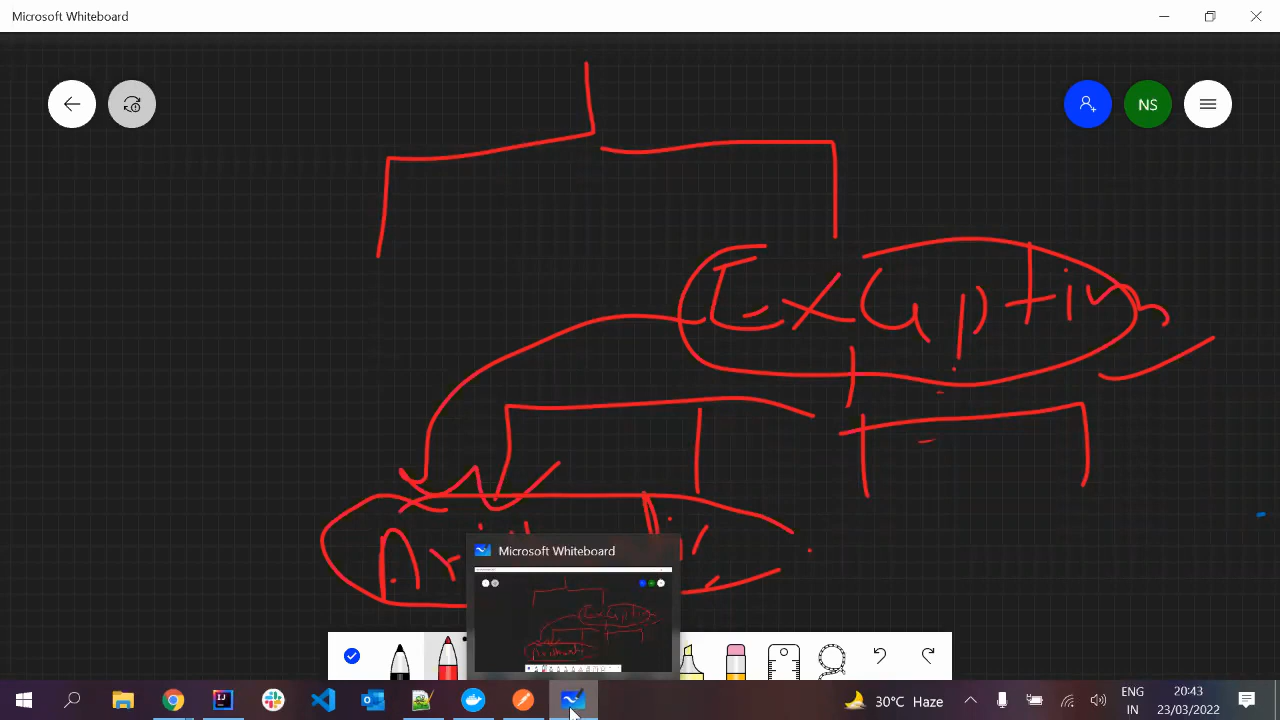 Microsoft Whiteboard
NS
Exception
Microsoft Whiteboard
30°C Haze
ENG
IN
20:43
23/03/2022